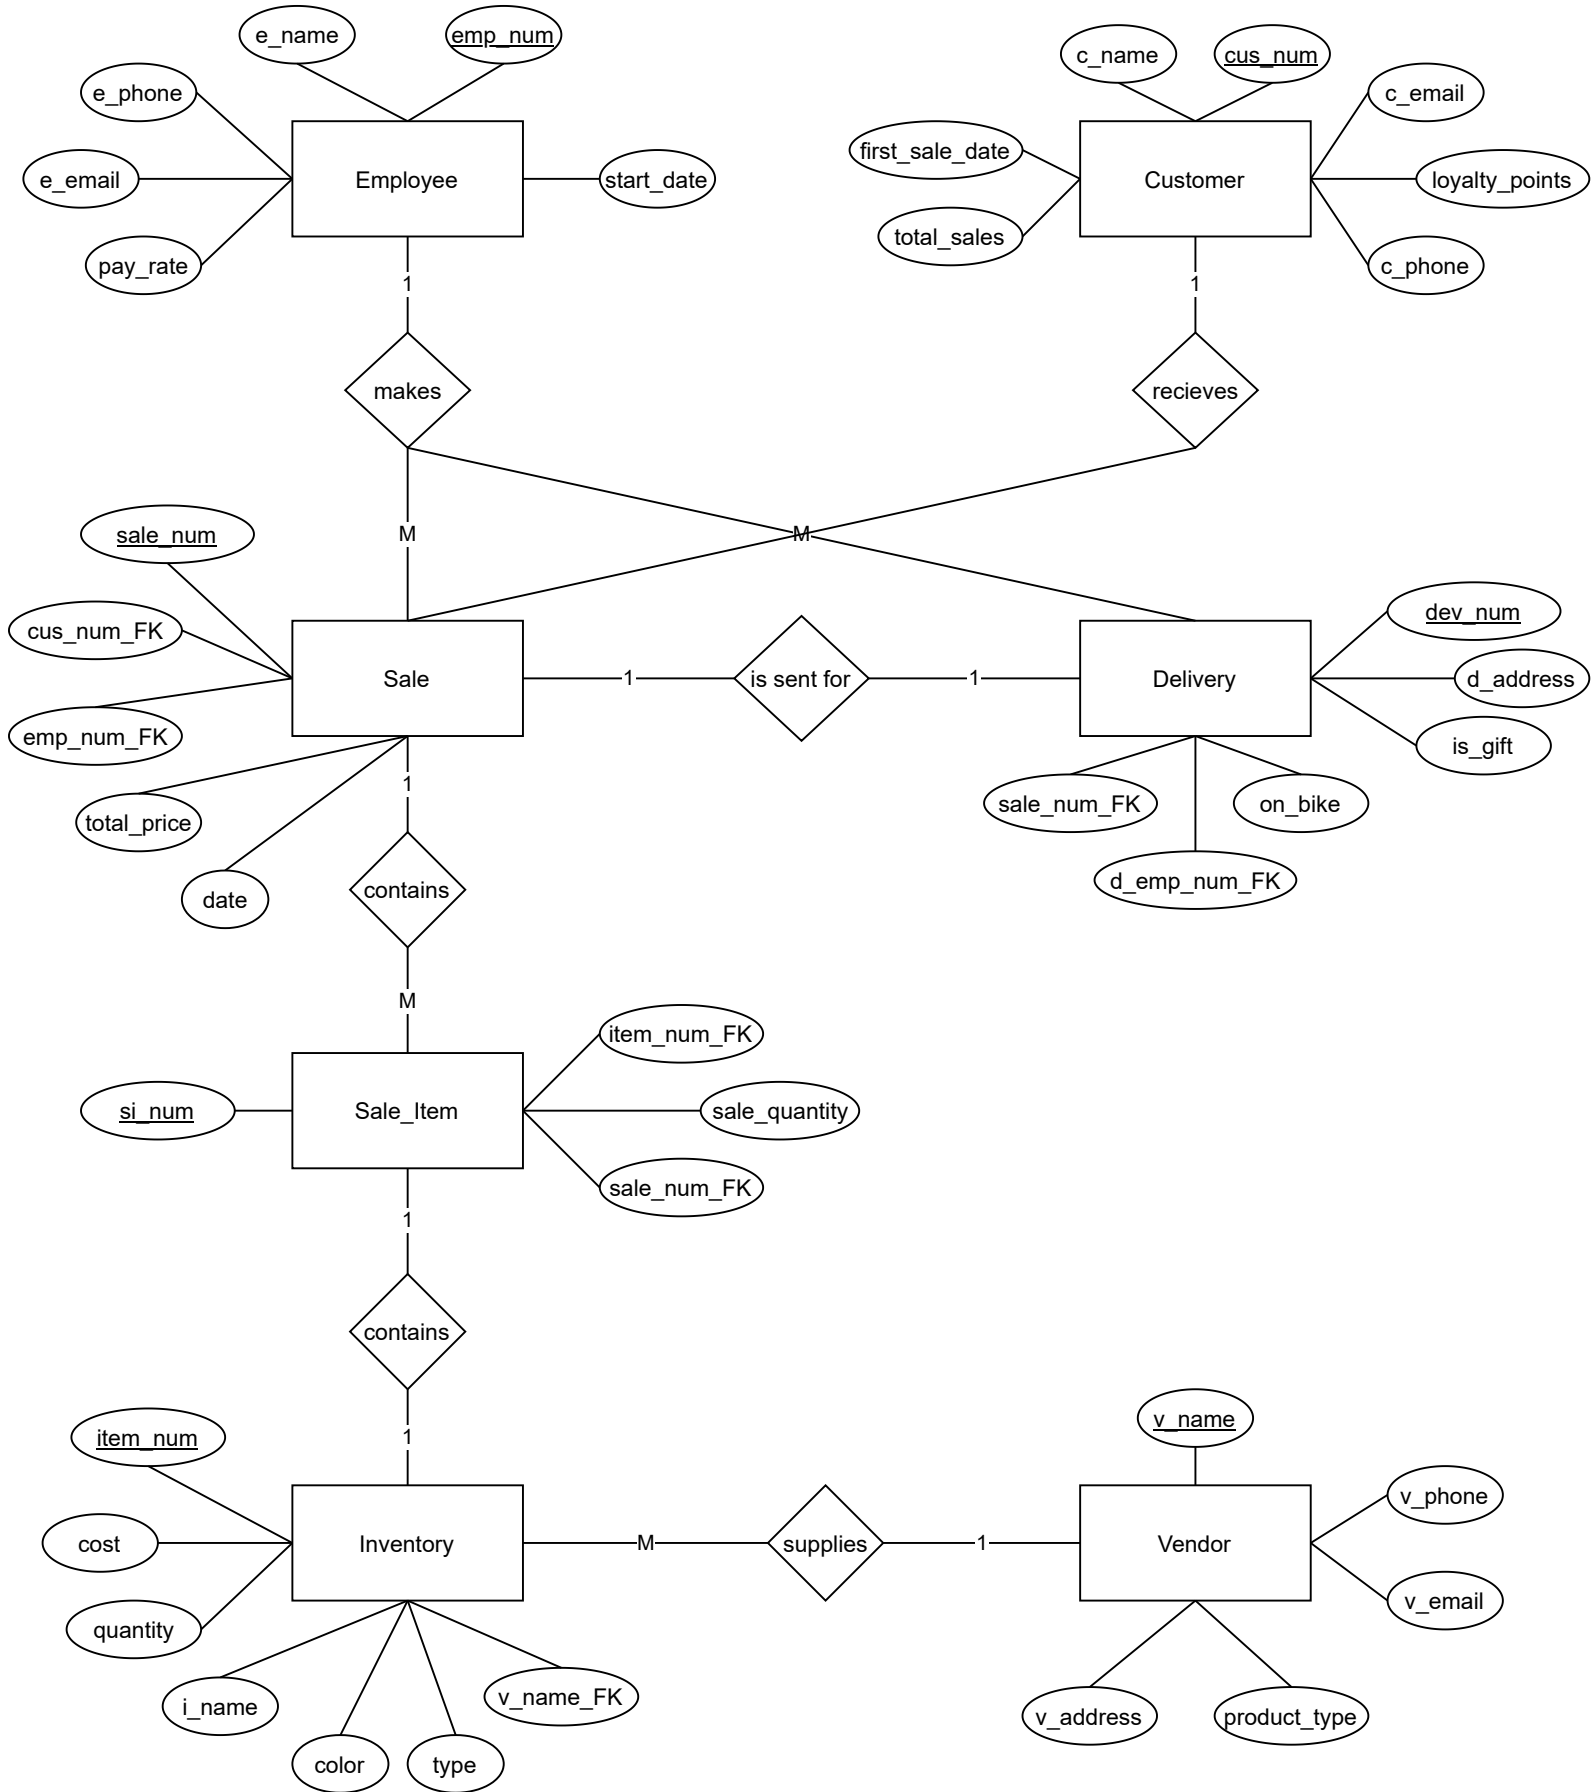 e_name
emp_num
c_name
cus_num
e_phone
c_email
first_sale_date
e_email
Employee
start_date
Customer
loyalty_points
total_sales
pay_rate
c_phone
1
1
makes
recieves
sale_num
M
M
dev_num
cus_num_FK
Sale
1
is sent for
1
Delivery
d_address
emp_num_FK
is_gift
1
total_price
sale_num_FK
on_bike
date
contains
d_emp_num_FK
M
item_num_FK
si_num
Sale_Item
sale_quantity
sale_num_FK
1
contains
v_name
item_num
1
v_phone
cost
Inventory
M
supplies
1
Vendor
v_email
quantity
i_name
v_name_FK
v_address
product_type
color
type